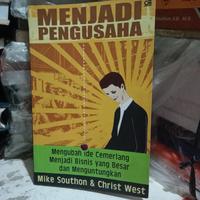 MENJADI
PENGUSAHA
Mengubah ide Cemerlang
Menjadi Bisnis yang Besar
dan Menguntungkan
Mike Southon & Christ West